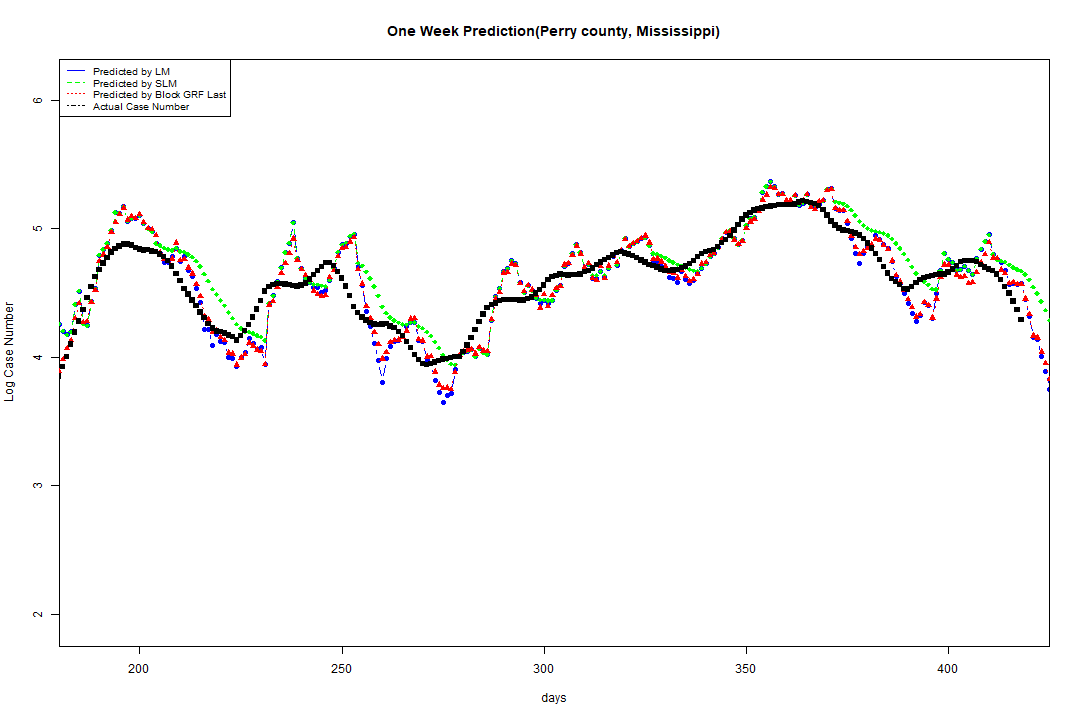 One Week Prediction(Perry county, Mississippi)
Predicted by LM
Predicted by SLM
Predicted by Block GRF Last
Actual Case Number
6
5
4
3
2
Log Case Number
200 250 300 350 400
days